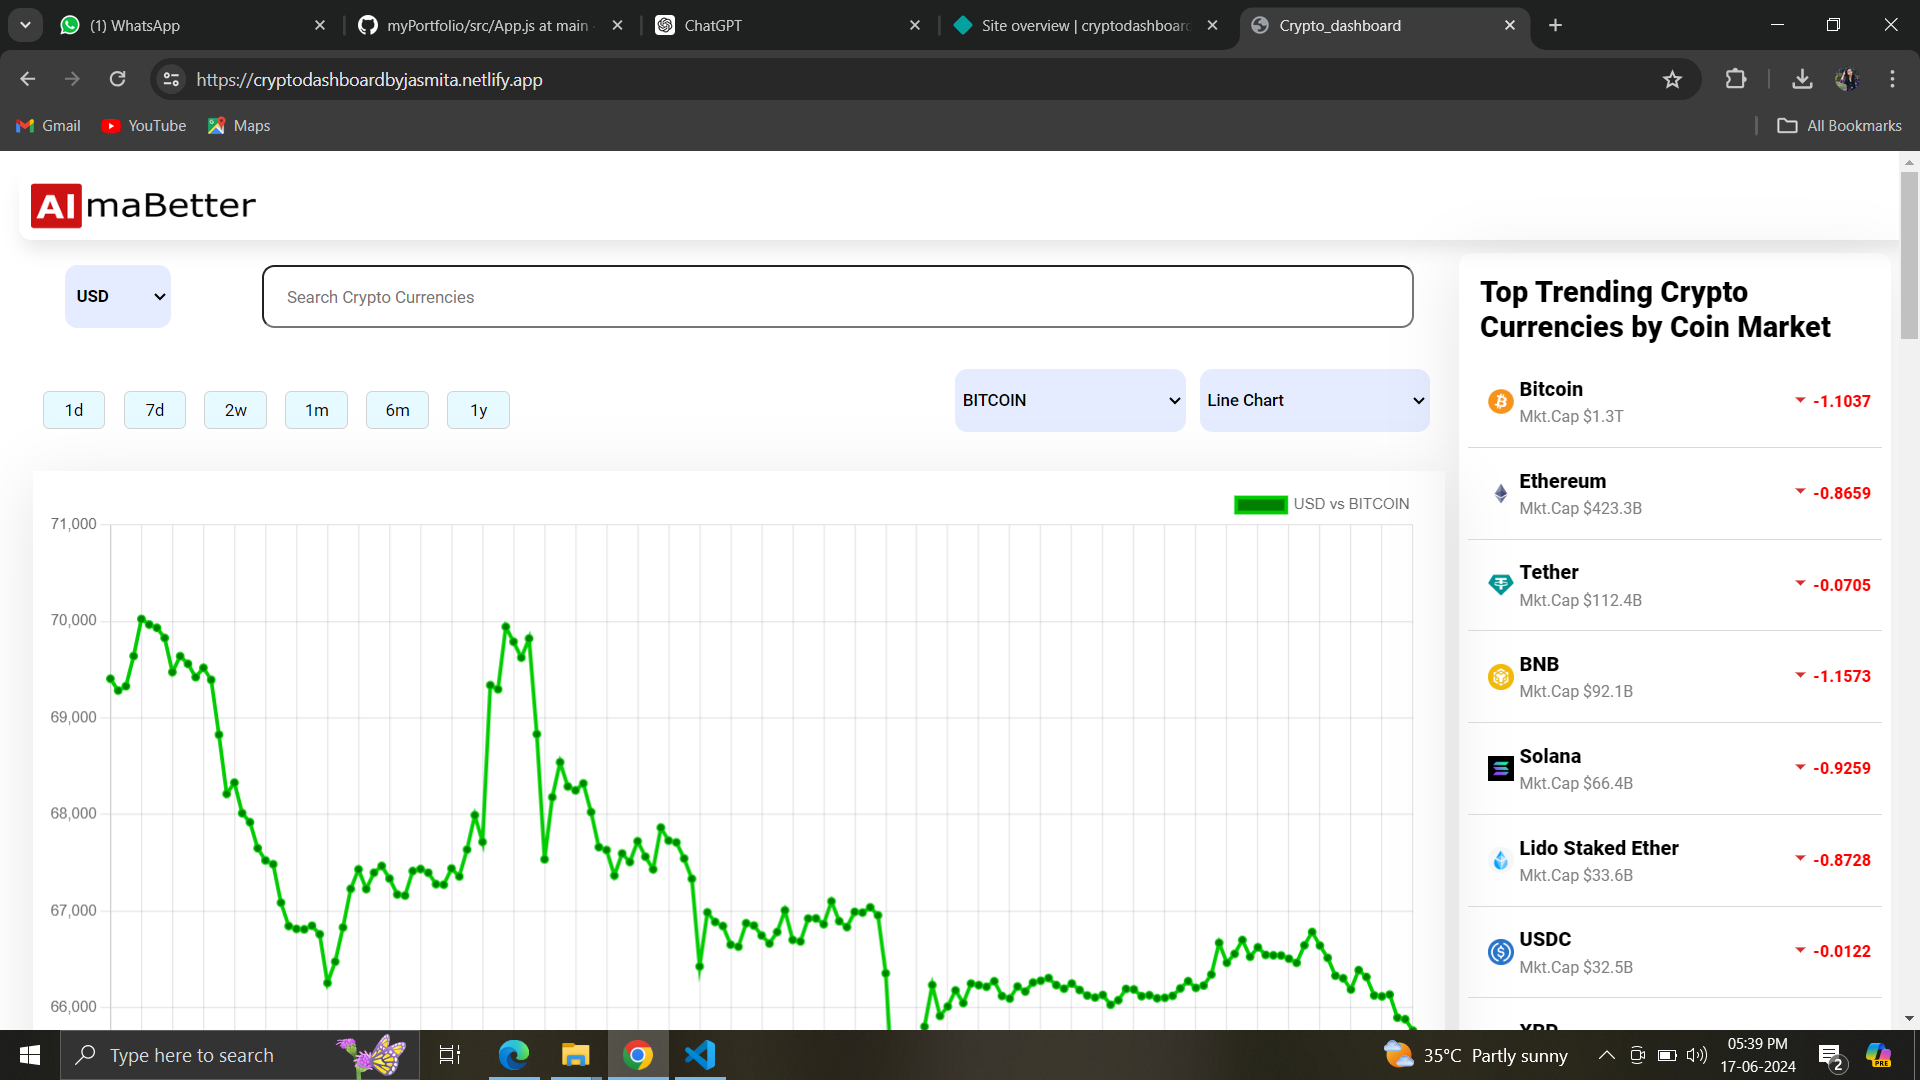 (1) WhatsApp
myPortfolio/src/App.js at main
ChatGPT
Site overview | cryptodashboard
Crypto_dashboard
https://cryptodashboardbyjasmita.netlify.app
Gmail
YouTube
Maps
All Bookmarks
AlmaBetter
USD
Search Crypto Currencies
1d
7d
2w
1m
6m
1y
BITCOIN
Line Chart
USD vs BITCOIN
71,000
70,000
69,000
68,000
67,000
66,000
Top Trending Crypto
Currencies by Coin Market
Bitcoin
Mkt.Cap $1.3T
-1.1037
Ethereum
Mkt.Cap $423.3B
-0.8659
Tether
Mkt.Cap $112.4B
-0.0705
BNB
Mkt.Cap $92.1B
-1.1573
Solana
Mkt.Cap $66.4B
-0.9259
Lido Staked Ether
Mkt.Cap $33.6B
-0.8728
USDC
Mkt.Cap $32.5B
-0.0122
XRP
Type here to search
35°C Partly sunny
05:39 PM
17-06-2024
2
PRE